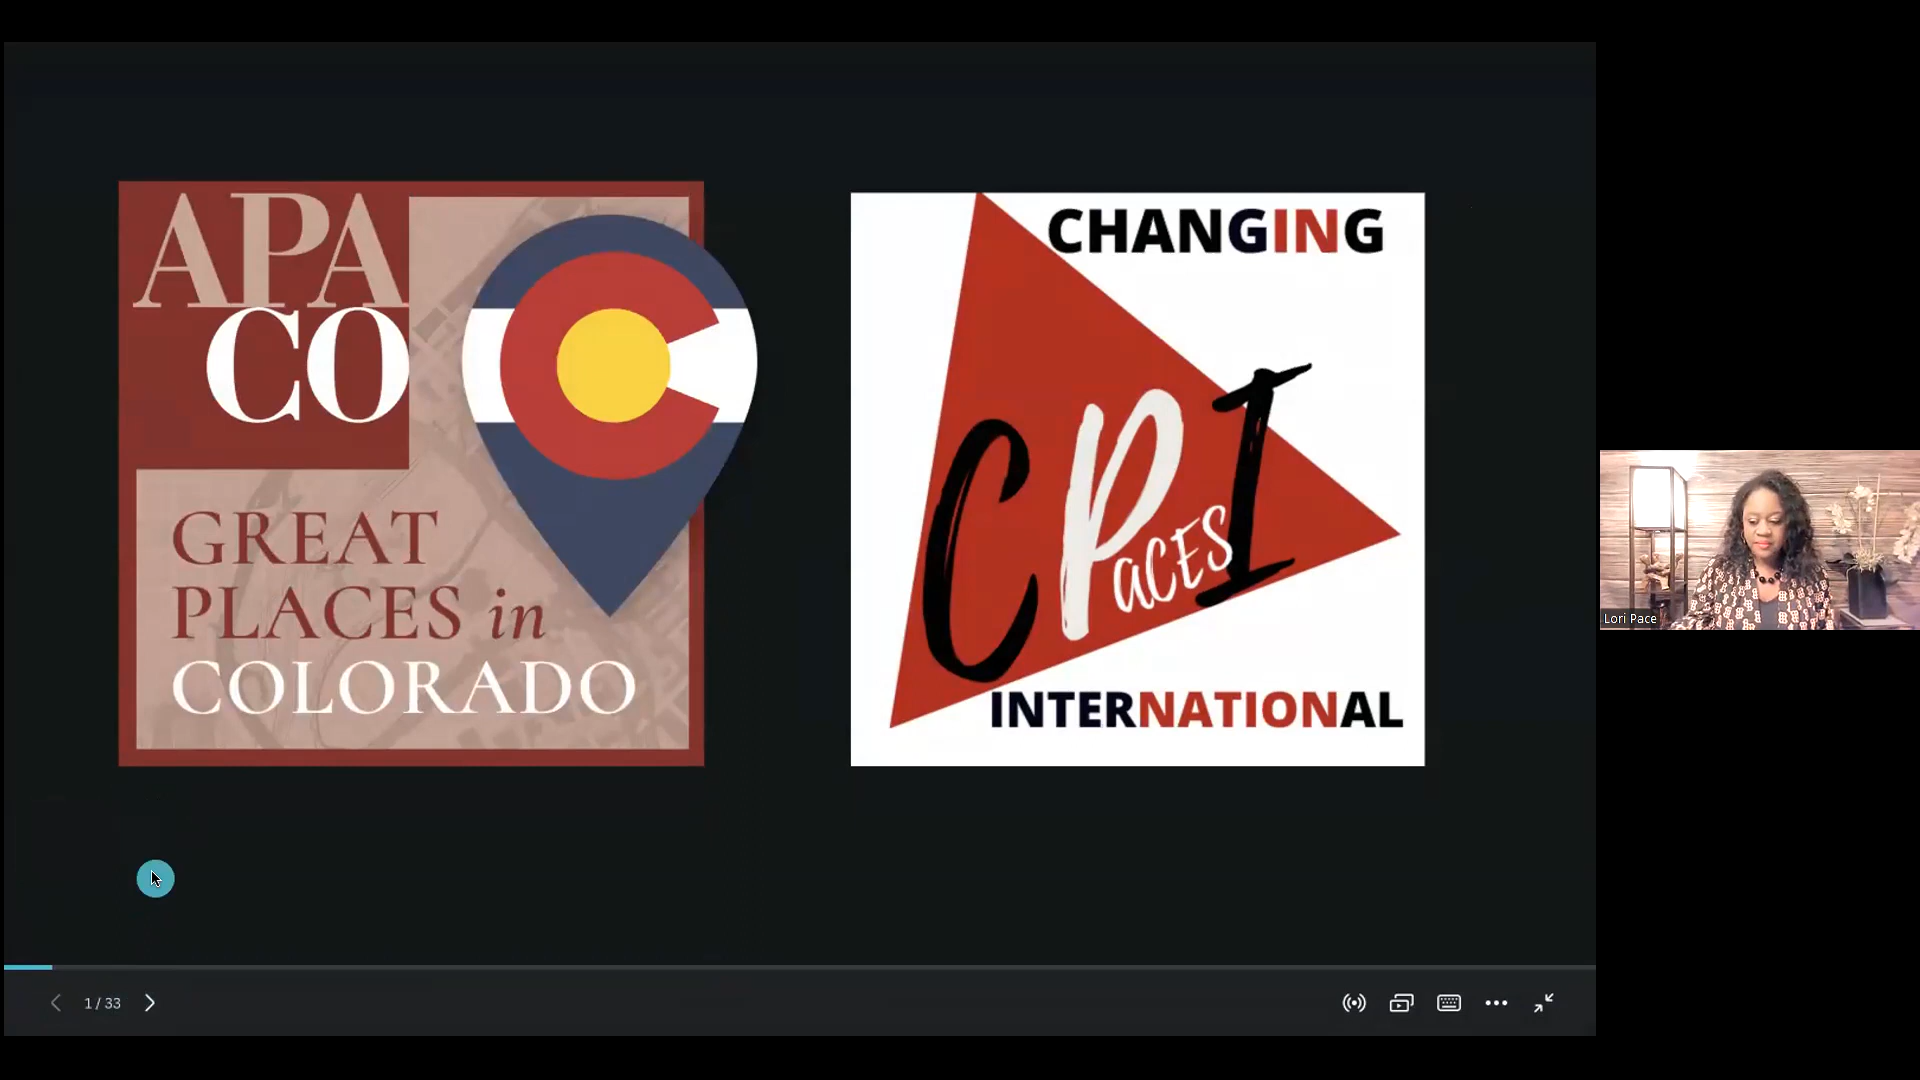 APA
CO
GREAT
PLACES in
COLORADO
CHANGING
CPI
aCES
INTERNATIONAL
Lori Pace
1 / 33